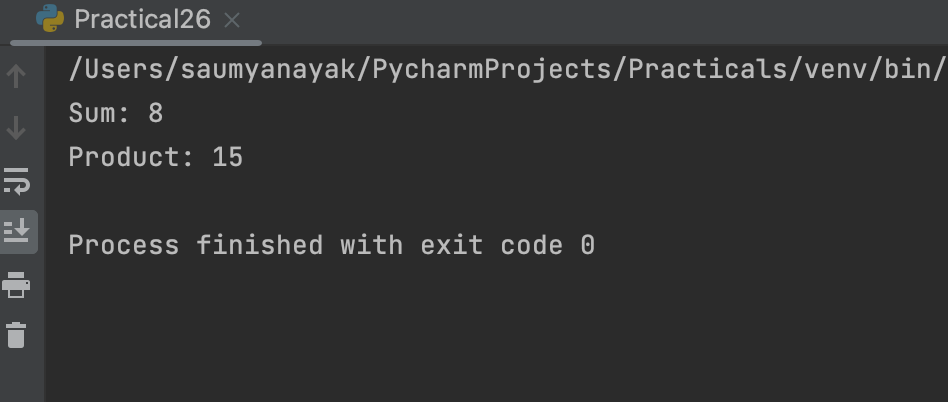 Practical26
/Users/saumyanayak/PycharmProjects/Practicals/venv/bin/
Sum: 8
Product: 15
Process finished with exit code 0